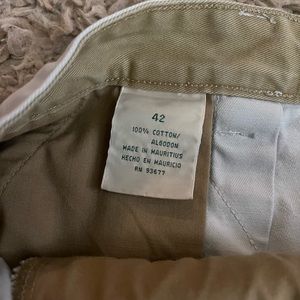 42
100% COTTON/
ALGODON
MADE IN MAURITIUS
HECHO EN MAURICIO
RN 93677